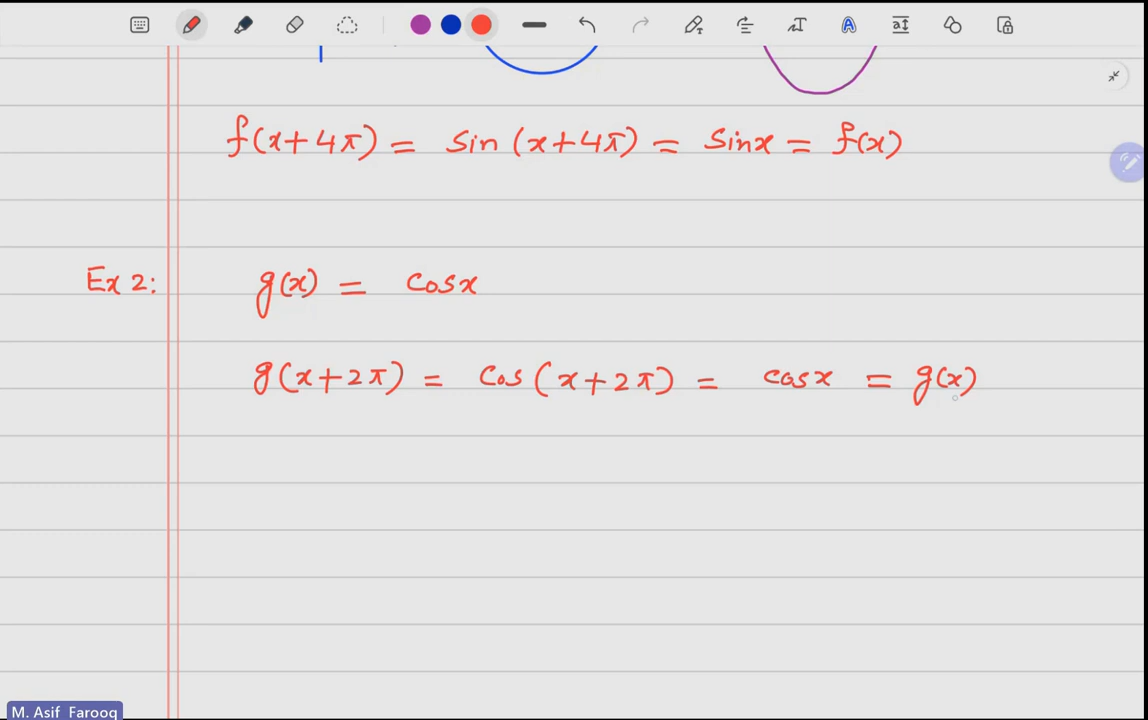 f(x+4π) = sin (x+4π) = sinx = f(x)
Ex 2: g(x) = cosx
g(x+2π) = cos (x+2π) = cosx = g(x)
M. Asif Farooq